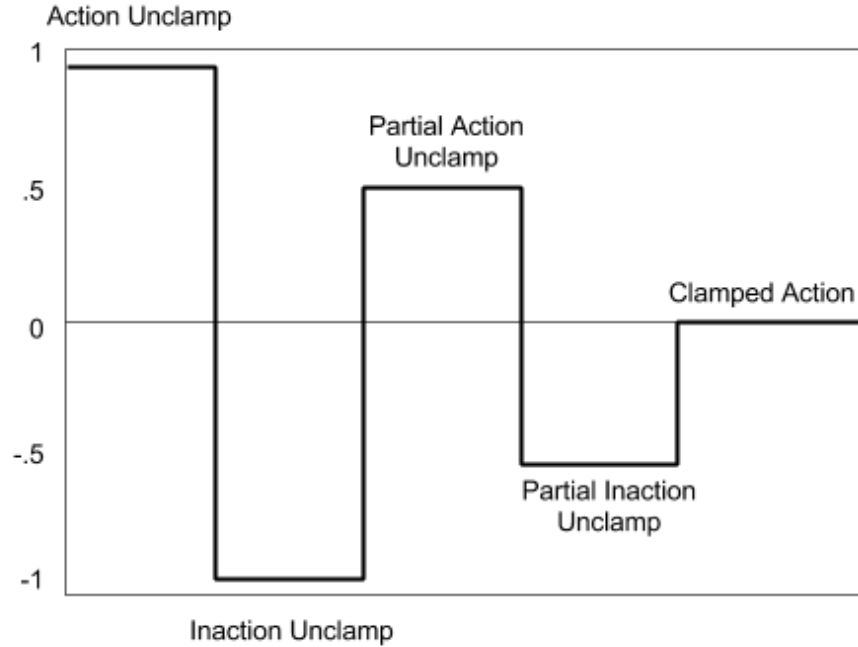 Action Unclamp
1
Partial Action
Unclamp
.5
Clamped Action
0
-.5
Partial Inaction
Unclamp
-1
Inaction Unclamp